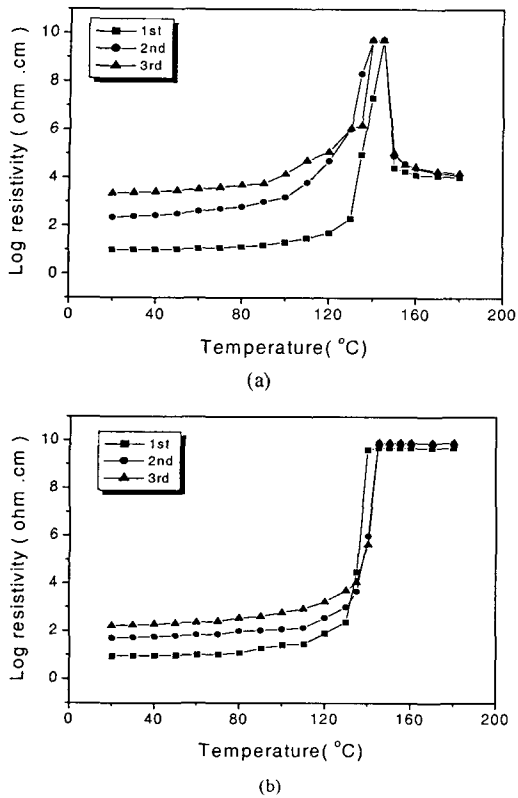 1st
2nd
3rd
10
8
6
4
2
0
Log resistivity ( ohm .cm)
0
40
80
120
160
200
Temperature( °C)
(a)
1st
2nd
3rd
10
8
6
4
2
0
Log resistivity ( ohm .cm)
0
40
80
120
160
200
Temperature( °C)
(b)